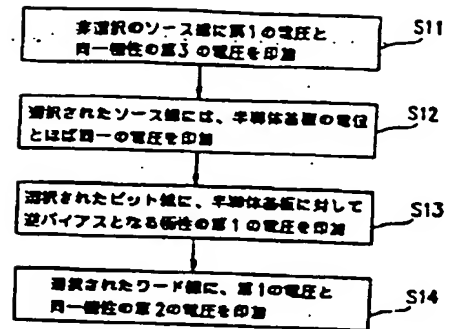 非選択のソース線に第1の電圧と
同一極性の第3の電圧を印加
S11
選択されたソース線には、半導体基板の電位
とほぼ同一の電圧を印加
S12
選択されたビット線に、半導体基板に対して
逆バイアスとなる極性の第1の電圧を印加
S13
選択されたワード線に、第1の電圧と
同一極性の第2の電圧を印加
S14